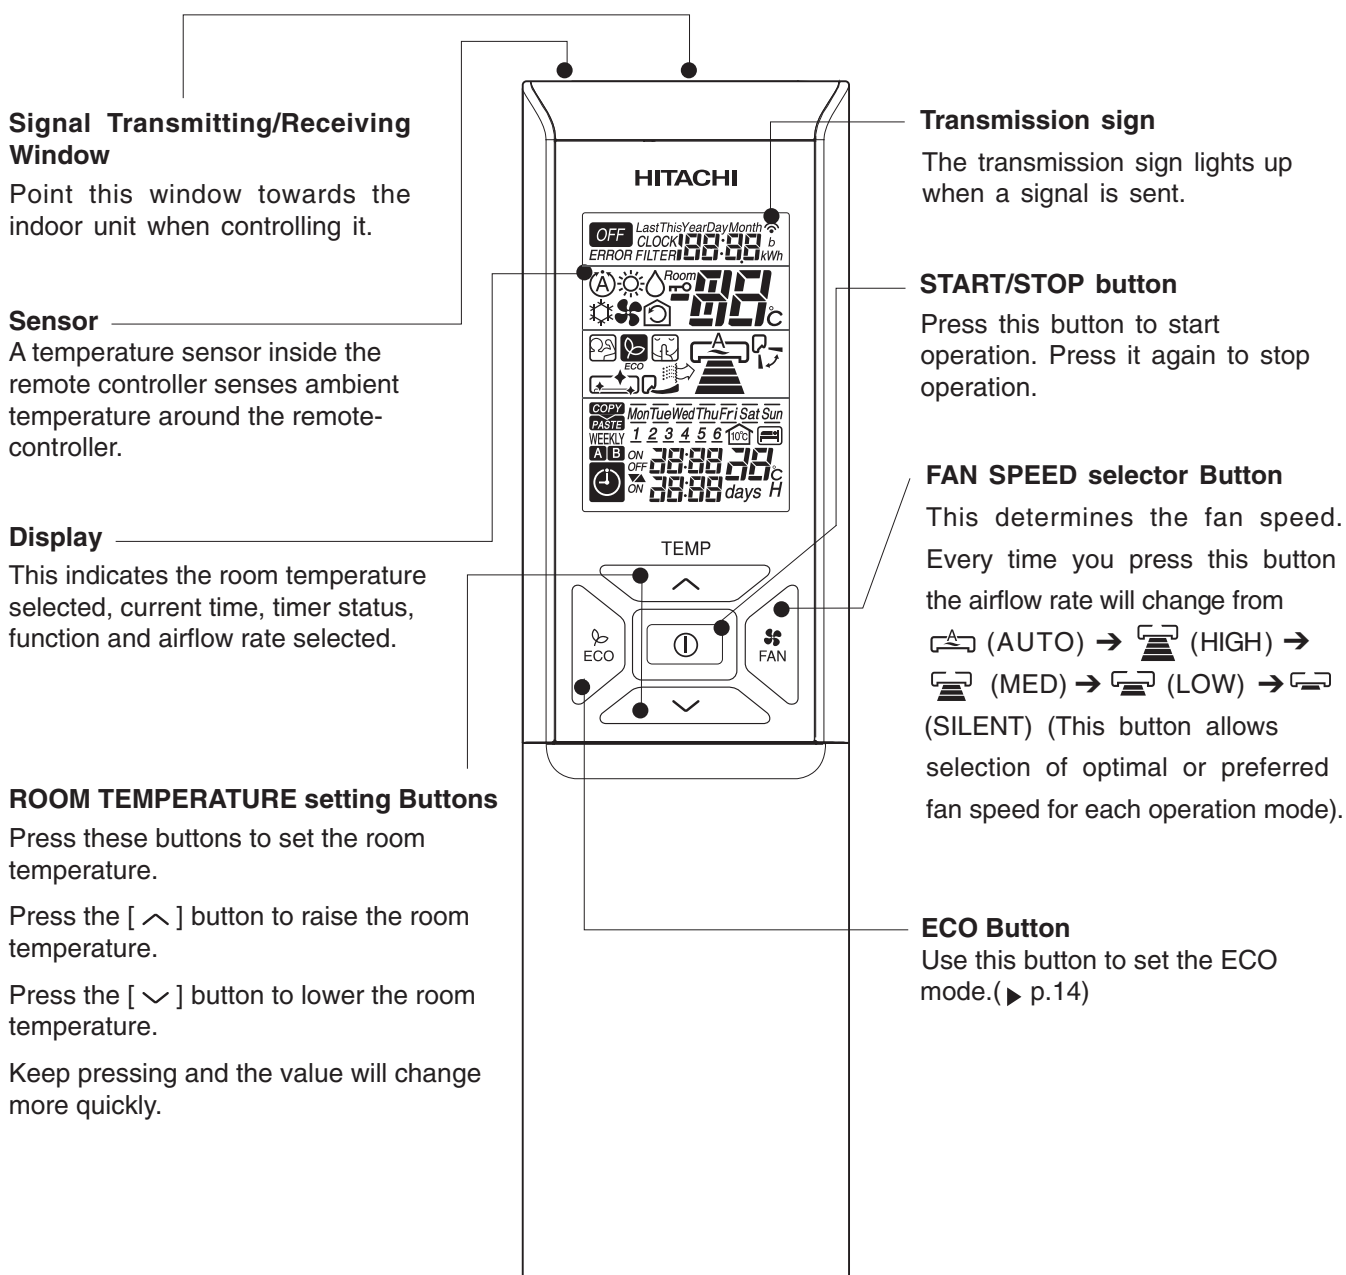 Signal Transmitting/Receiving
Window
Point this window towards the
indoor unit when controlling it.
Sensor
A temperature sensor inside the
remote controller senses ambient
temperature around the remote-
controller.
Display
This indicates the room temperature
selected, current time, timer status,
function and airflow rate selected.
ROOM TEMPERATURE setting Buttons
Press these buttons to set the room
temperature.
Press the [ ︿ ] button to raise the room
temperature.
Press the [ ﹀ ] button to lower the room
temperature.
Keep pressing and the value will change
more quickly.
HITACHI
OFF LastThisYearDayMonth
CLOCK 188:88 b
ERROR FILTER kWh
A Room
88 °C
ECO
A
COPY MonTueWedThuFriSatSun
PASTE
WEEKLY 1 2 3 4 5 6 10°C
A B ON
OFF 28:88 38 °C
ON 38:88 days H
TEMP
ECO
FAN
Transmission sign
The transmission sign lights up
when a signal is sent.
START/STOP button
Press this button to start
operation. Press it again to stop
operation.
FAN SPEED selector Button
This determines the fan speed.
Every time you press this button
the airflow rate will change from
A (AUTO) ➔ (HIGH) ➔
(MED) ➔ (LOW) ➔
(SILENT) (This button allows
selection of optimal or preferred
fan speed for each operation mode).
ECO Button
Use this button to set the ECO
mode.(▶ p.14)